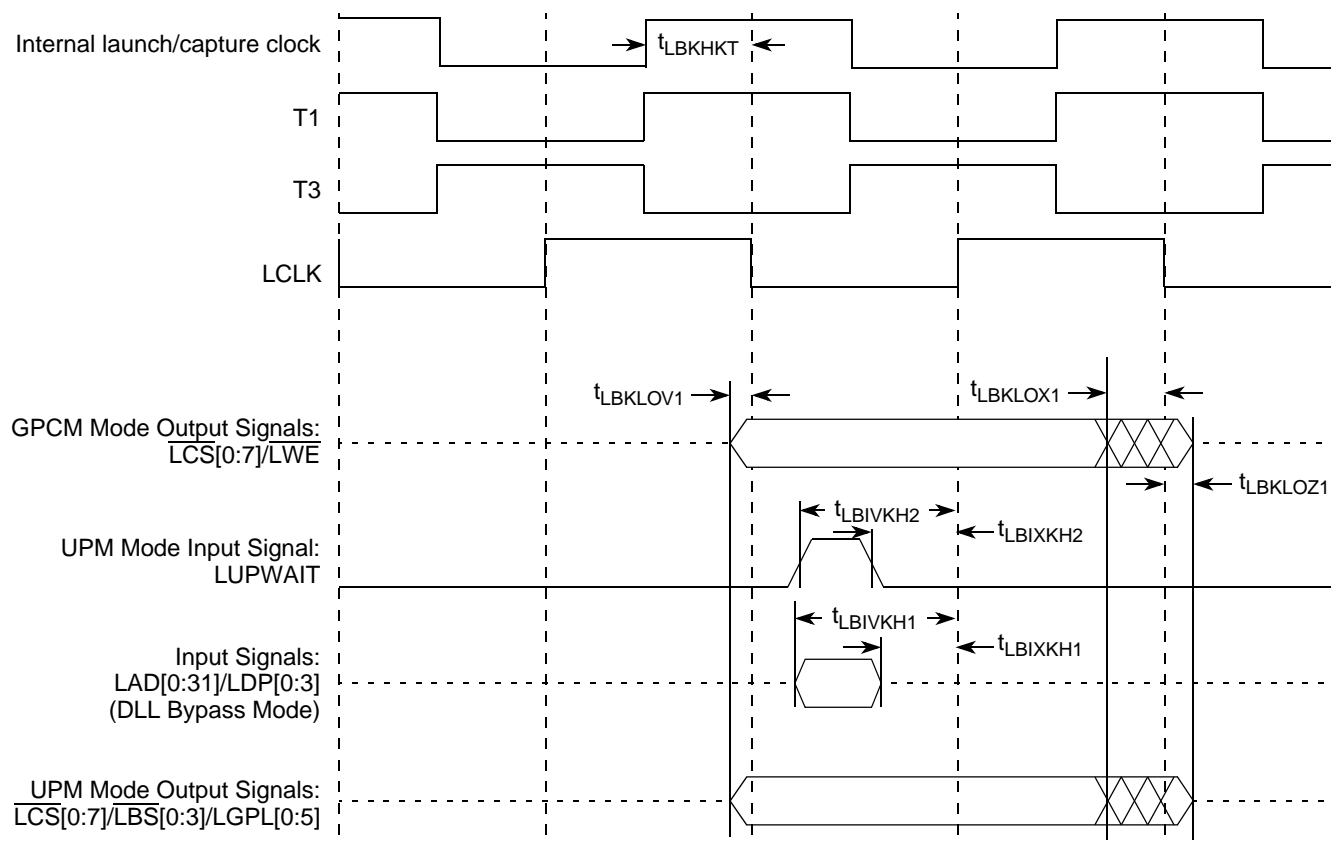 Internal launch/capture clock
tLBKHKT
T1
T3
LCLK
tLBKLOV1
tLBKLOX1
GPCM Mode Output Signals:
LCS[0:7]/LWE
tLBKLOZ1
tLBIVKH2
tLBIXKH2
UPM Mode Input Signal:
LUPWAIT
tLBIVKH1
tLBIXKH1
Input Signals:
LAD[0:31]/LDP[0:3]
(DLL Bypass Mode)
UPM Mode Output Signals:
LCS[0:7]/LBS[0:3]/LGPL[0:5]